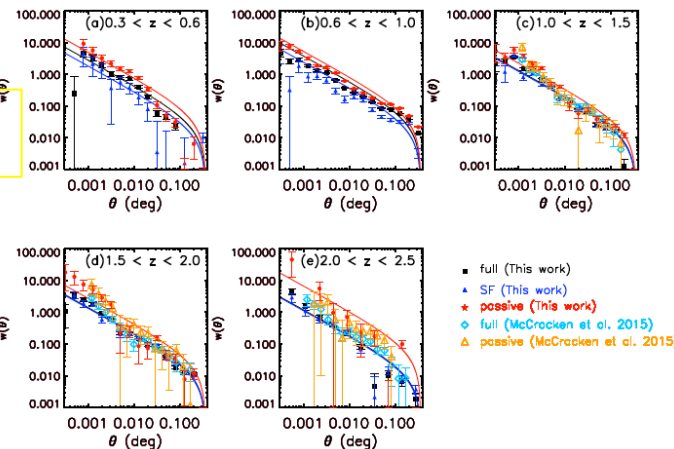 (a)0.3 < z < 0.6
(b)0.6 < z < 1.0
(c)1.0 < z < 1.5
100.000
10.000
1.000
0.100
0.010
0.001
w(θ)
0.001 0.010 0.100
θ (deg)
100.000
10.000
1.000
0.100
0.010
0.001
w(θ)
0.001 0.010 0.100
θ (deg)
100.000
10.000
1.000
0.100
0.010
0.001
w(θ)
0.001 0.010 0.100
θ (deg)
(d)1.5 < z < 2.0
(e)2.0 < z < 2.5
100.000
10.000
1.000
0.100
0.010
0.001
w(θ)
0.001 0.010 0.100
θ (deg)
100.000
10.000
1.000
0.100
0.010
0.001
w(θ)
0.001 0.010 0.100
θ (deg)
full (This work)
SF (This work)
passive (This work)
full (McCracken et al. 2015)
passive (McCracken et al. 2015